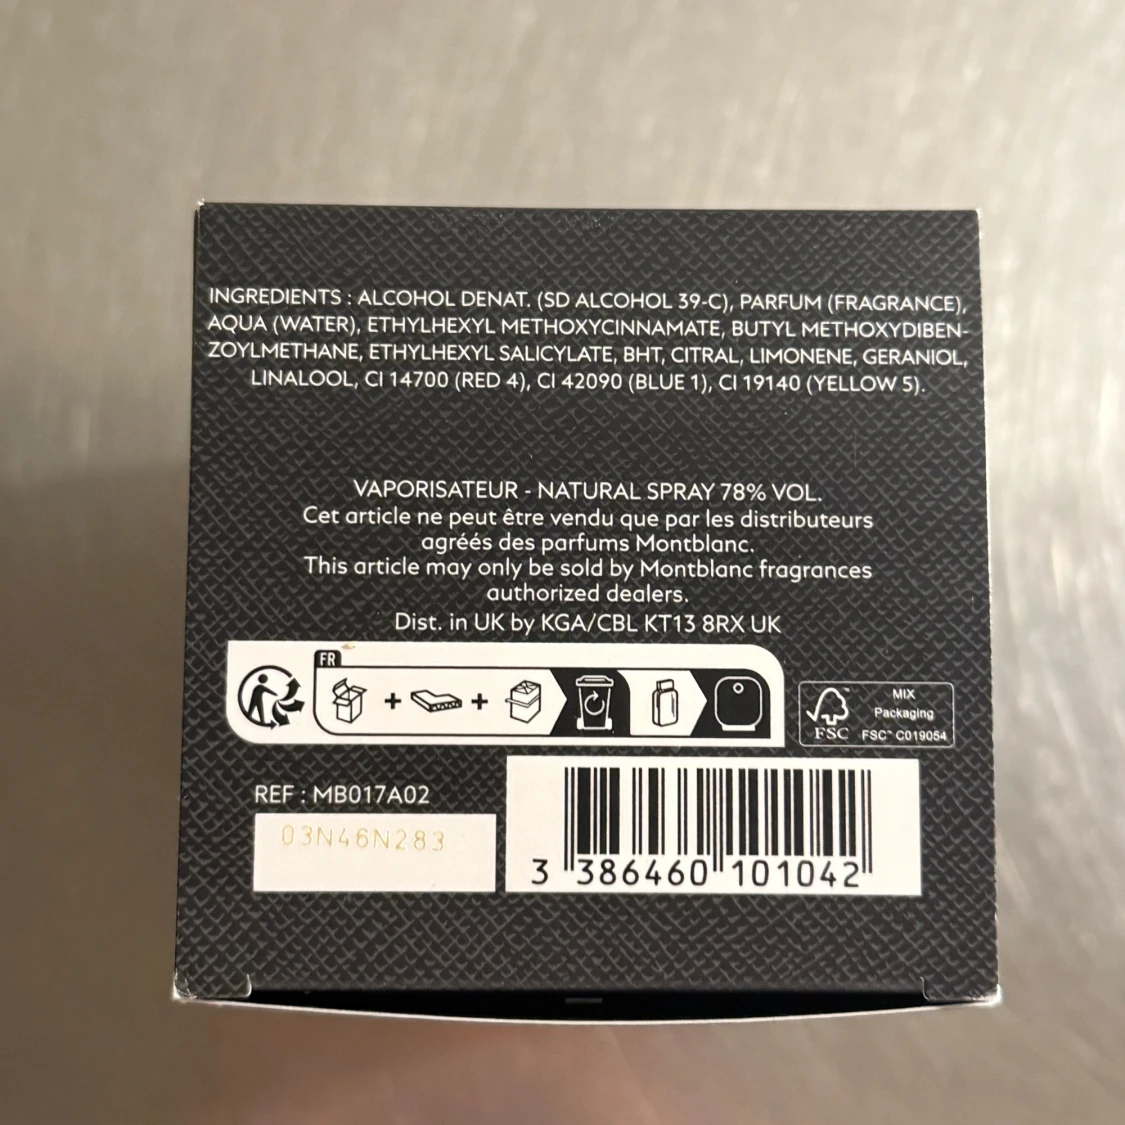 INGREDIENTS : ALCOHOL DENAT. (SD ALCOHOL 39-C), PARFUM (FRAGRANCE),
AQUA (WATER), ETHYLHEXYL METHOXYCINNAMATE, BUTYL METHOXYDIBEN-
ZOYLMETHANE, ETHYLHEXYL SALICYLATE, BHT, CITRAL, LIMONENE, GERANIOL,
LINALOOL, CI 14700 (RED 4), CI 42090 (BLUE 1), CI 19140 (YELLOW 5).
VAPORISATEUR - NATURAL SPRAY 78% VOL.
Cet article ne peut être vendu que par les distributeurs
agréés des parfums Montblanc.
This article may only be sold by Montblanc fragrances
authorized dealers.
Dist. in UK by KGA/CBL KT13 8RX UK
FR
MIX
Packaging
FSC™ C019054
FSC
REF : MB017A02
03N46N283
3 386460 101042